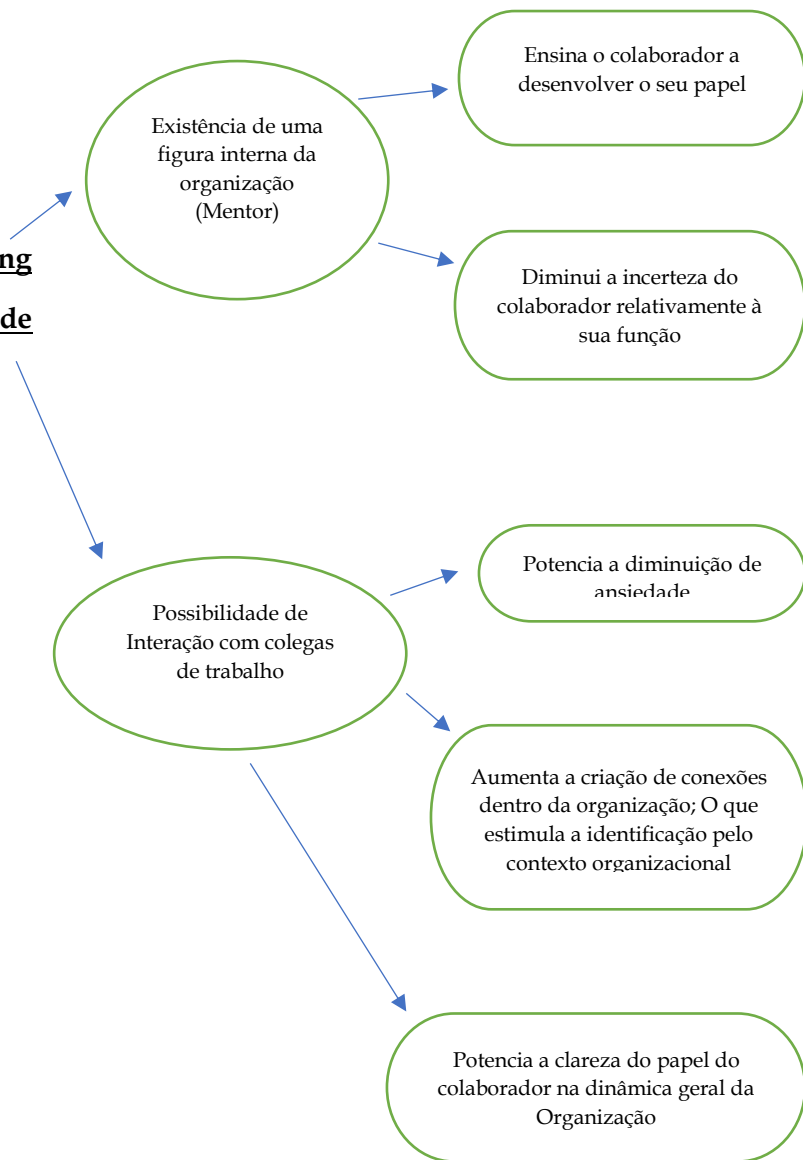 Ensina o colaborador a
desenvolver o seu papel
Existência de uma
figura interna da
organização
(Mentor)
ng
de
Diminui a incerteza do
colaborador relativamente à
sua função
Potencia a diminuição de
ansiedade
Possibilidade de
Interação com colegas
de trabalho
Aumenta a criação de conexões
dentro da organização; O que
estimula a identificação pelo
contexto organizacional
Potencia a clareza do papel do
colaborador na dinâmica geral da
Organização